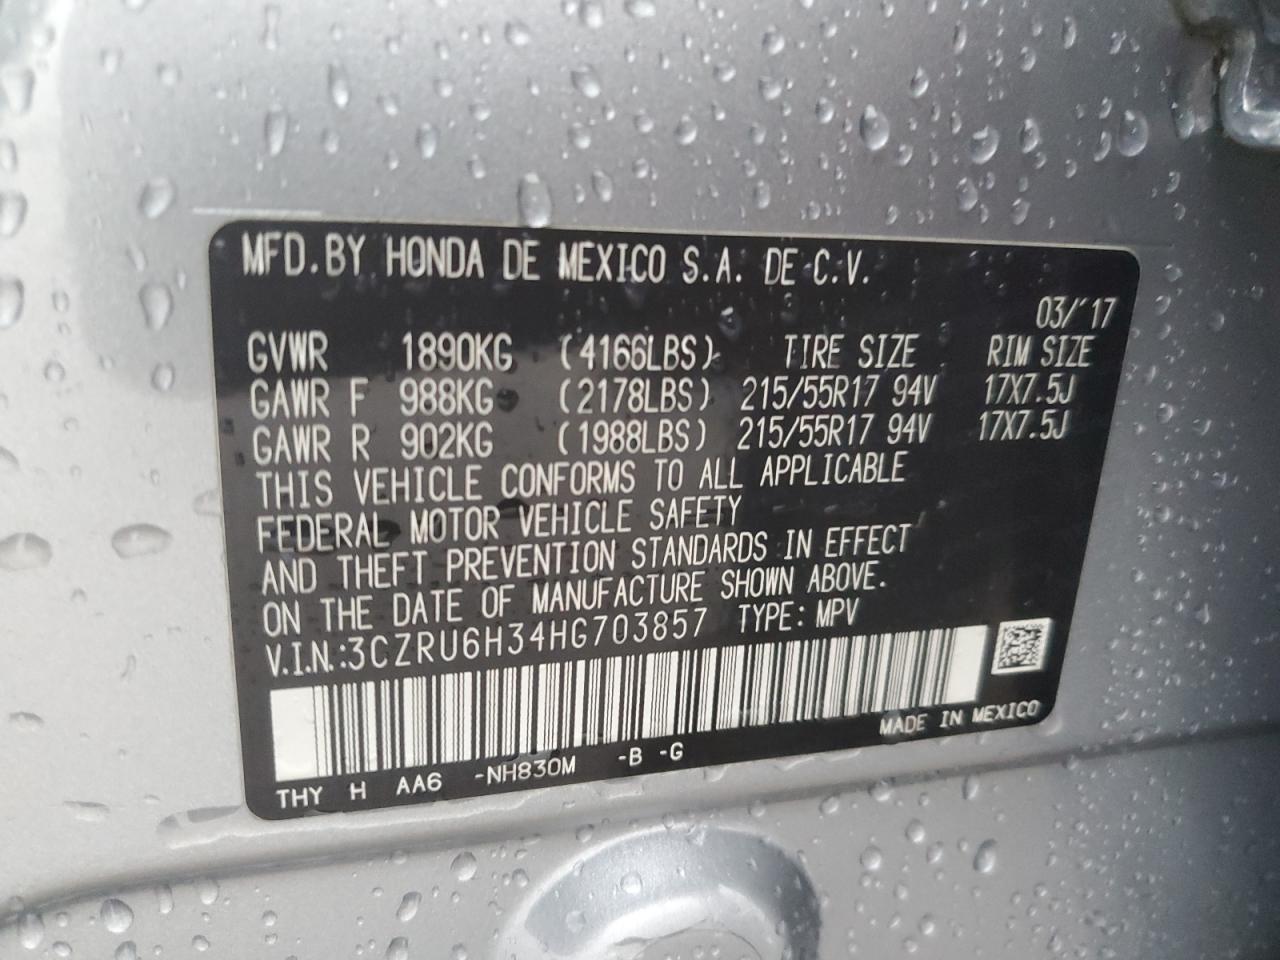 MFD.BY HONDA DE MEXICO S.A. DE C.V.
03/'17
GVWR 1890KG (4166LBS) TIRE SIZE RIM SIZE
GAWR F 988KG (2178LBS) 215/55R17 94V 17X7.5J
GAWR R 902KG (1988LBS) 215/55R17 94V 17X7.5J
THIS VEHICLE CONFORMS TO ALL APPLICABLE
FEDERAL MOTOR VEHICLE SAFETY
AND THEFT PREVENTION STANDARDS IN EFFECT
ON THE DATE OF MANUFACTURE SHOWN ABOVE.
V.I.N.:3CZRU6H34HG703857 TYPE: MPV
MADE IN MEXICO
THY H AA6 -NH830M -B -G